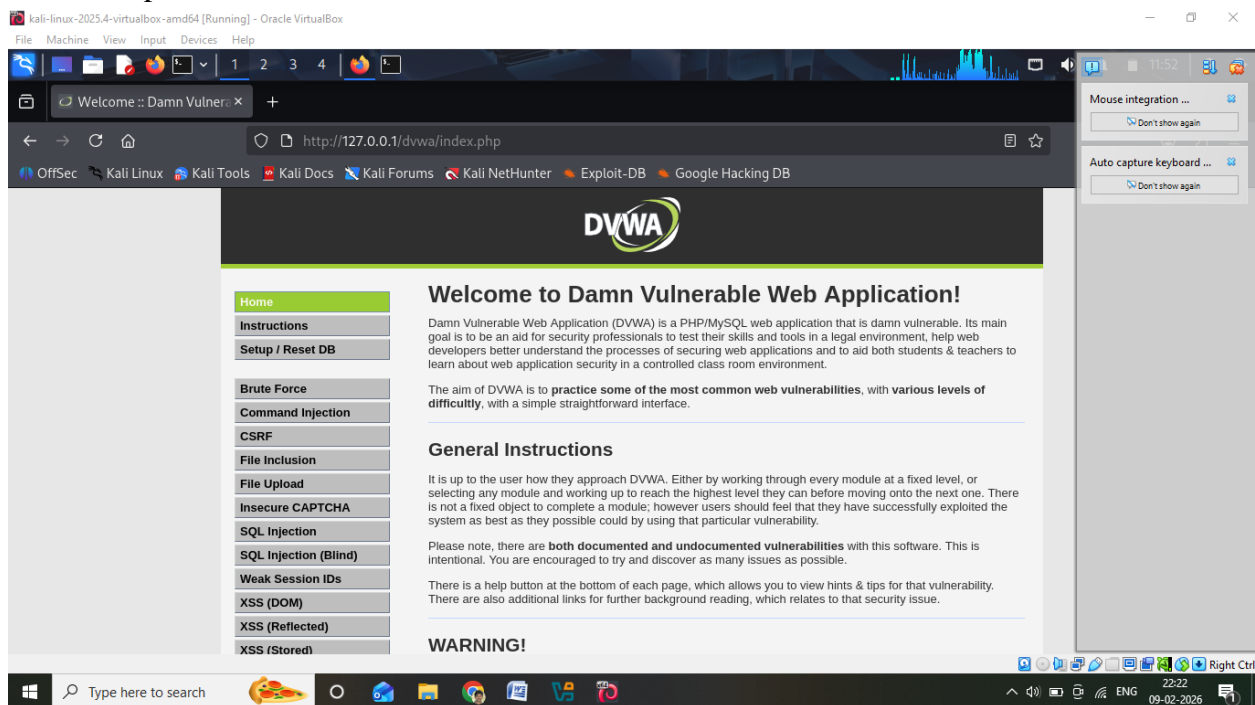 kali-linux-2025.4-virtualbox-amd64 [Running] - Oracle VirtualBox
File Machine View Input Devices Help
1 2 3 4
11:52
Welcome :: Damn Vulnera
http://127.0.0.1/dvwa/index.php
OffSec Kali Linux Kali Tools Kali Docs Kali Forums Kali NetHunter Exploit-DB Google Hacking DB
Mouse integration ...
Don't show again
Auto capture keyboard ...
Don't show again
DVWA
Home
Instructions
Setup / Reset DB
Brute Force
Command Injection
CSRF
File Inclusion
File Upload
Insecure CAPTCHA
SQL Injection
SQL Injection (Blind)
Weak Session IDs
XSS (DOM)
XSS (Reflected)
XSS (Stored)
Welcome to Damn Vulnerable Web Application!
Damn Vulnerable Web Application (DVWA) is a PHP/MySQL web application that is damn vulnerable. Its main
goal is to be an aid for security professionals to test their skills and tools in a legal environment, help web
developers better understand the processes of securing web applications and to aid both students & teachers to
learn about web application security in a controlled class room environment.
The aim of DVWA is to practice some of the most common web vulnerabilities, with various levels of
difficultly, with a simple straightforward interface.
General Instructions
It is up to the user how they approach DVWA. Either by working through every module at a fixed level, or
selecting any module and working up to reach the highest level they can before moving onto the next one. There
is not a fixed object to complete a module; however users should feel that they have successfully exploited the
system as best as they possible could by using that particular vulnerability.
Please note, there are both documented and undocumented vulnerabilities with this software. This is
intentional. You are encouraged to try and discover as many issues as possible.
There is a help button at the bottom of each page, which allows you to view hints & tips for that vulnerability.
There are also additional links for further background reading, which relates to that security issue.
WARNING!
Right Ctrl
Type here to search
ENG
22:22
09-02-2026
1